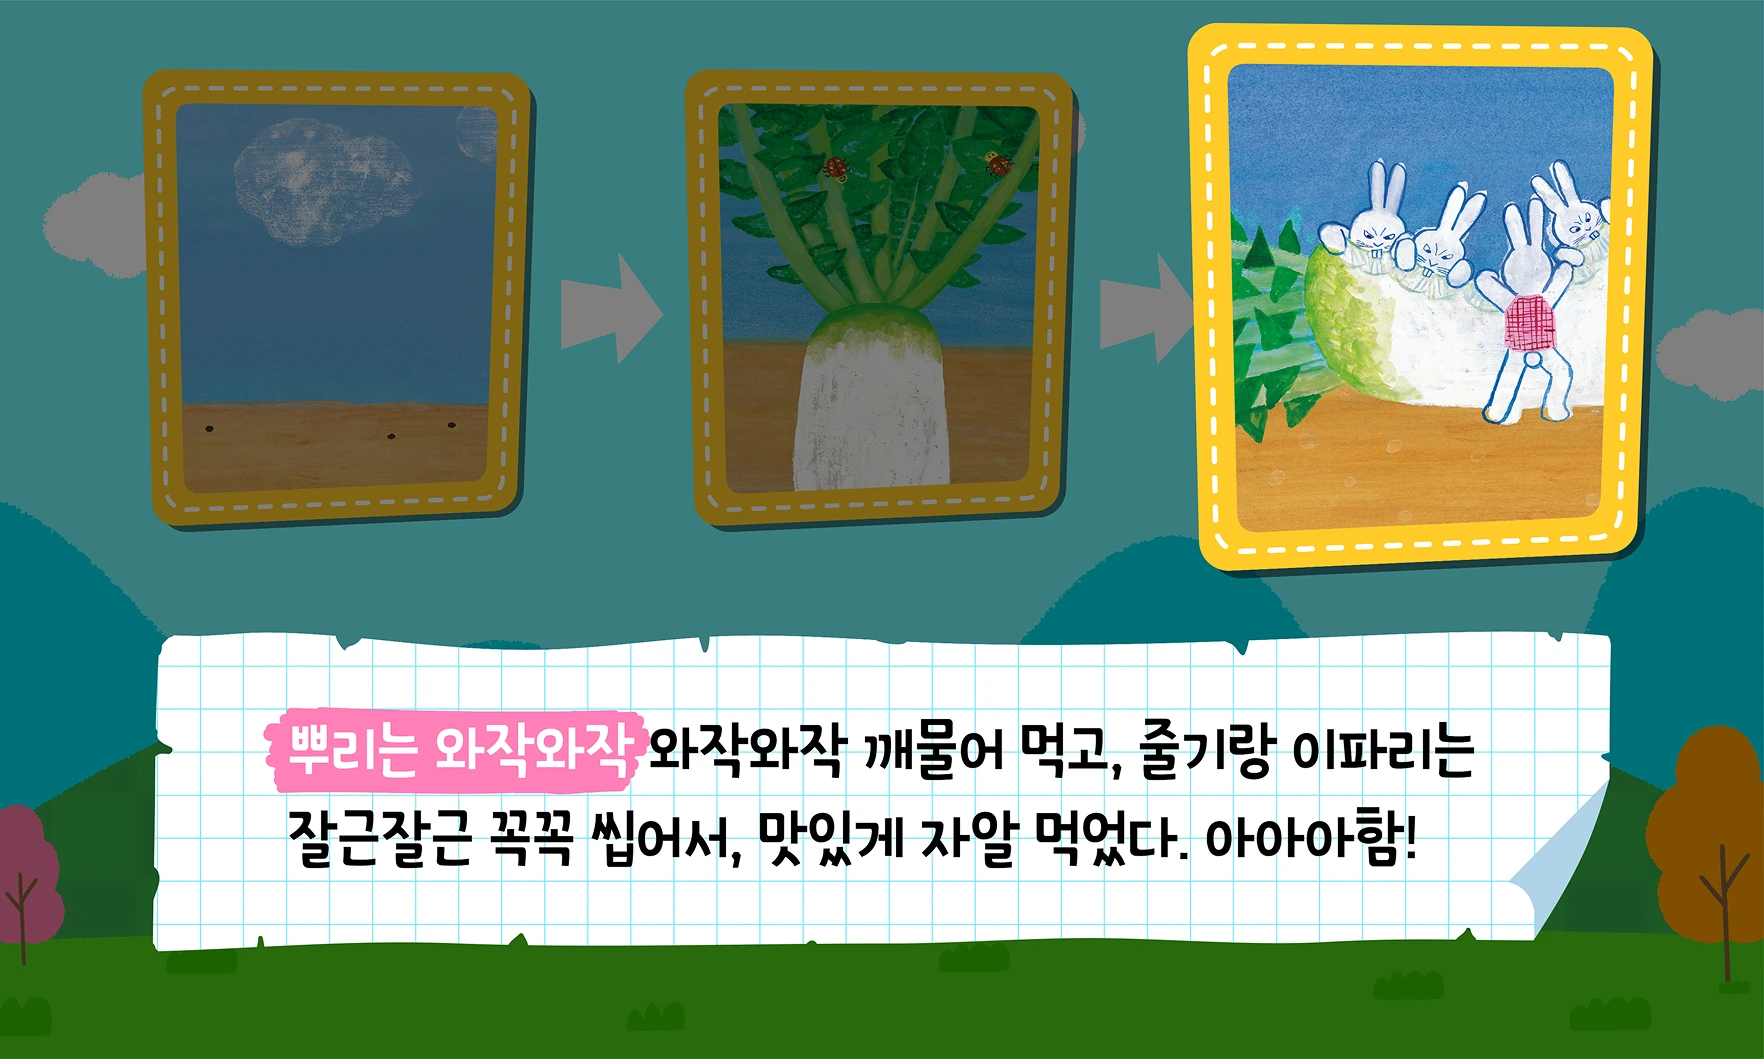 뿌리는 와작와작 와작와작 깨물어 먹고, 줄기랑 이파리는
잘근잘근 꼭꼭 씹어서, 맛있게 자알 먹었다. 아아아함!